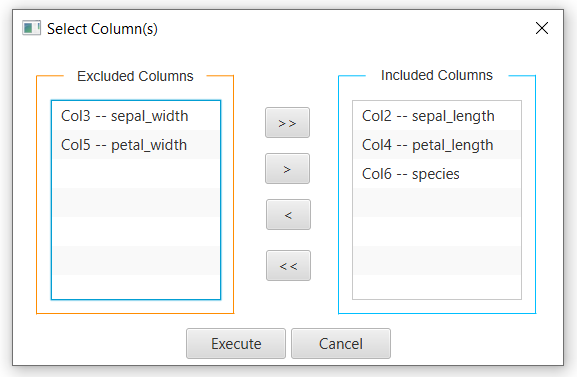 Select Column(s)
Excluded Columns
Col3 -- sepal_width
Col5 -- petal_width
>>
>
<
<<
Included Columns
Col2 -- sepal_length
Col4 -- petal_length
Col6 -- species
Execute
Cancel